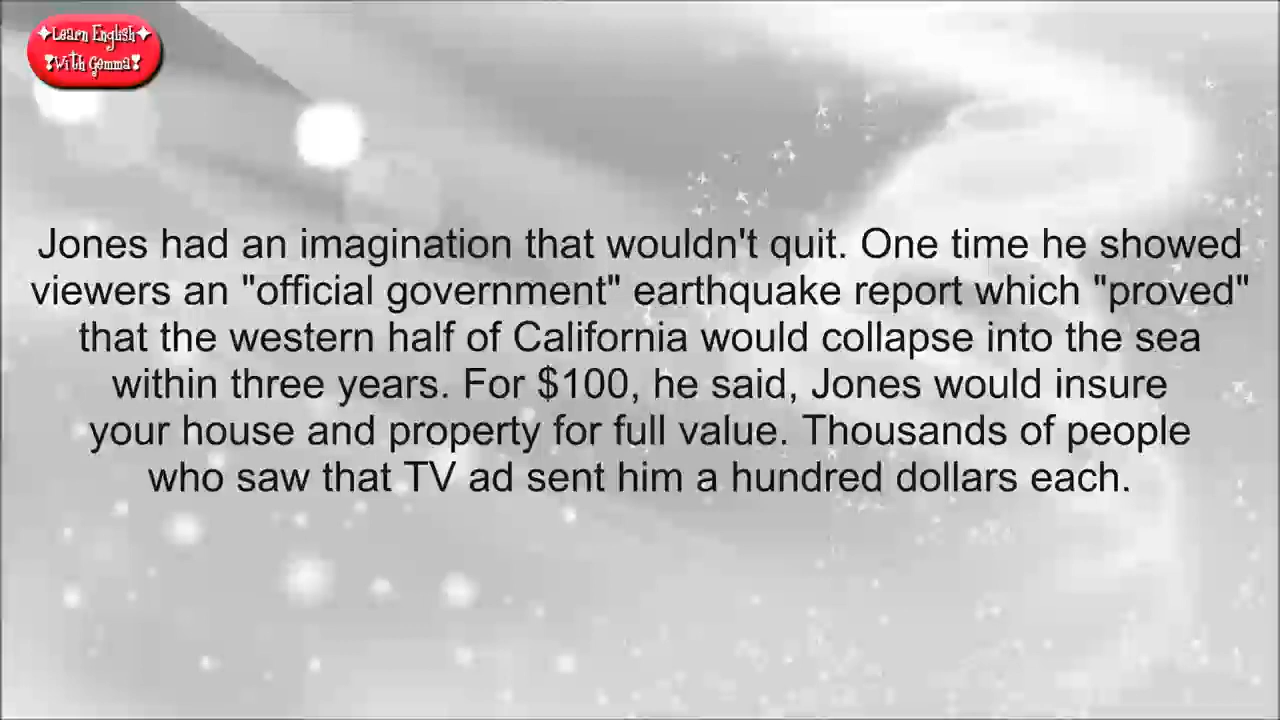 ✦Learn English✦
❣With Gemma❣
Jones had an imagination that wouldn't quit. One time he showed
viewers an "official government" earthquake report which "proved"
that the western half of California would collapse into the sea
within three years. For $100, he said, Jones would insure
your house and property for full value. Thousands of people
who saw that TV ad sent him a hundred dollars each.